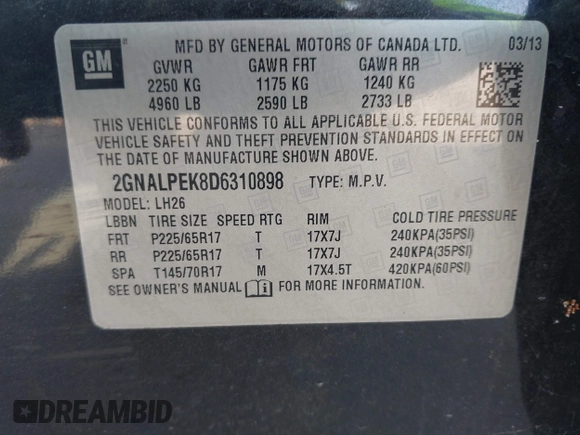 GM
MFD BY GENERAL MOTORS OF CANADA LTD. 03/13
GVWR GAWR FRT GAWR RR
2250 KG 1175 KG 1240 KG
4960 LB 2590 LB 2733 LB
THIS VEHICLE CONFORMS TO ALL APPLICABLE U.S. FEDERAL MOTOR
VEHICLE SAFETY AND THEFT PREVENTION STANDARDS IN EFFECT ON
THE DATE OF MANUFACTURE SHOWN ABOVE.
2GNALPEK8D6310898 TYPE: M.P.V.
MODEL: LH26
LBBN TIRE SIZE SPEED RTG RIM COLD TIRE PRESSURE
FRT P225/65R17 T 17X7J 240KPA(35PSI)
RR P225/65R17 T 17X7J 240KPA(35PSI)
SPA T145/70R17 M 17X4.5T 420KPA(60PSI)
SEE OWNER'S MANUAL FOR MORE INFORMATION.
DREAMBID